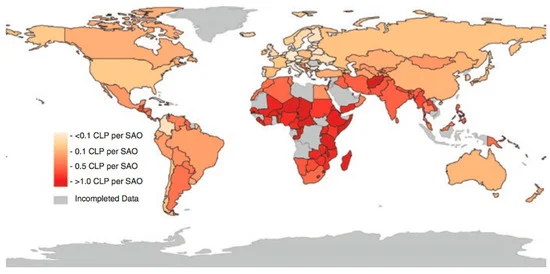 - <0.1 CLP per SAO
- 0.1 CLP per SAO
- 0.5 CLP per SAO
- >1.0 CLP per SAO
Incompleted Data